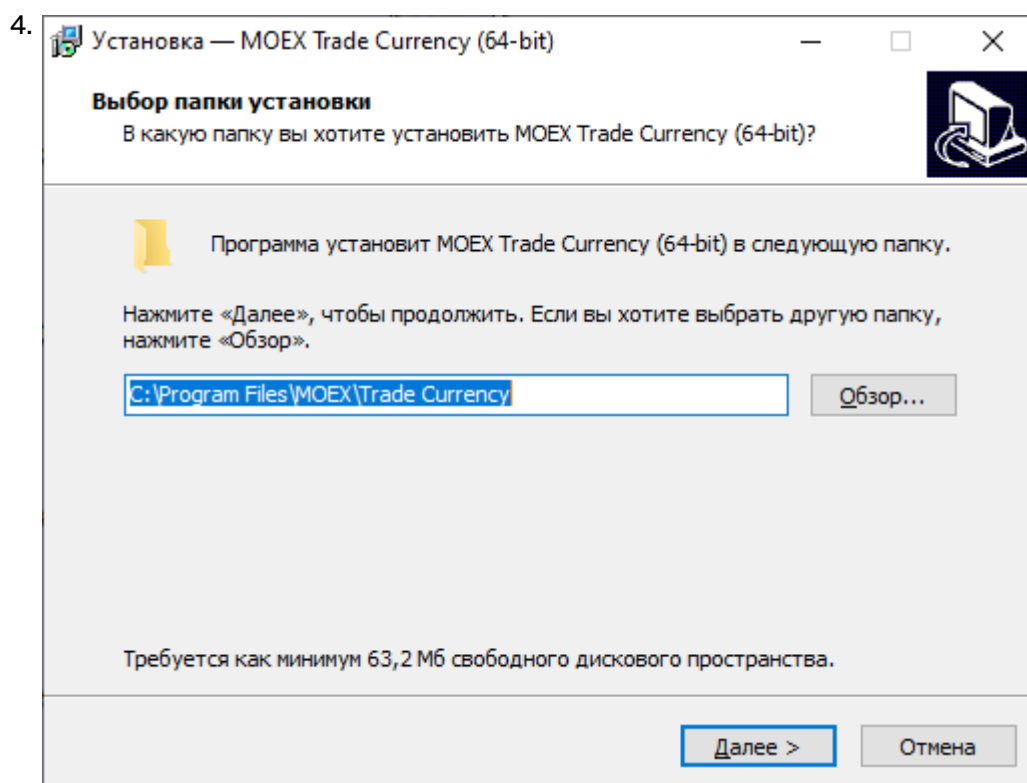 4.
Установка — MOEX Trade Currency (64-bit)
Выбор папки установки
В какую папку вы хотите установить MOEX Trade Currency (64-bit)?
Программа установит MOEX Trade Currency (64-bit) в следующую папку.
Нажмите «Далее», чтобы продолжить. Если вы хотите выбрать другую папку,
нажмите «Обзор».
C:\Program Files\MOEX\Trade Currency
Обзор...
Требуется как минимум 63,2 Мб свободного дискового пространства.
Далее >
Отмена